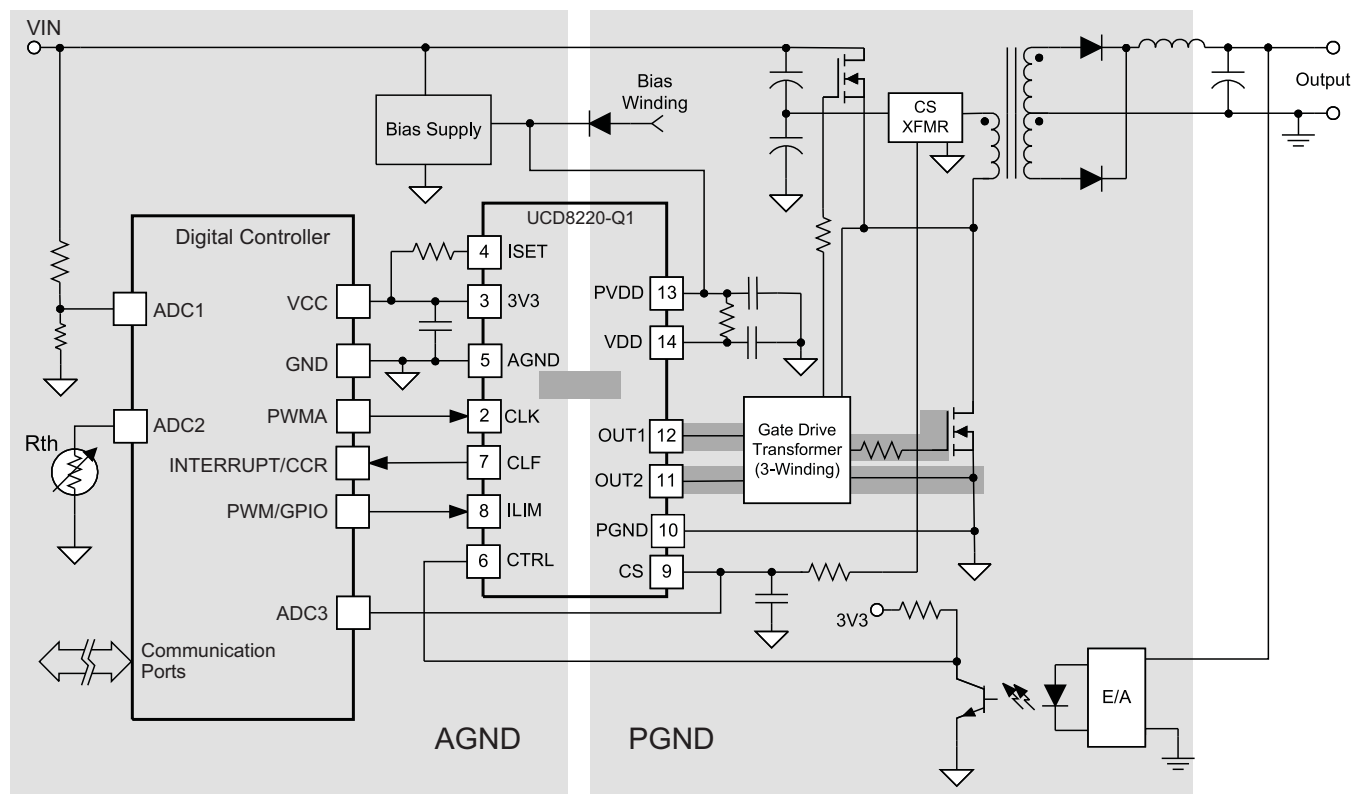 VIN
Bias
Winding
Output
CS
XFMR
Bias Supply
UCD8220-Q1
Digital Controller
4 ISET
VCC
3 3V3
PVDD 13
ADC1
VDD 14
GND
5 AGND
PWMA
2 CLK
ADC2
OUT1 12
Gate Drive
Transformer
(3-Winding)
Rth
INTERRUPT/CCR
7 CLF
OUT2 11
PWM/GPIO
8 ILIM
PGND 10
6 CTRL
CS 9
ADC3
3V3
Communication
Ports
E/A
AGND
PGND